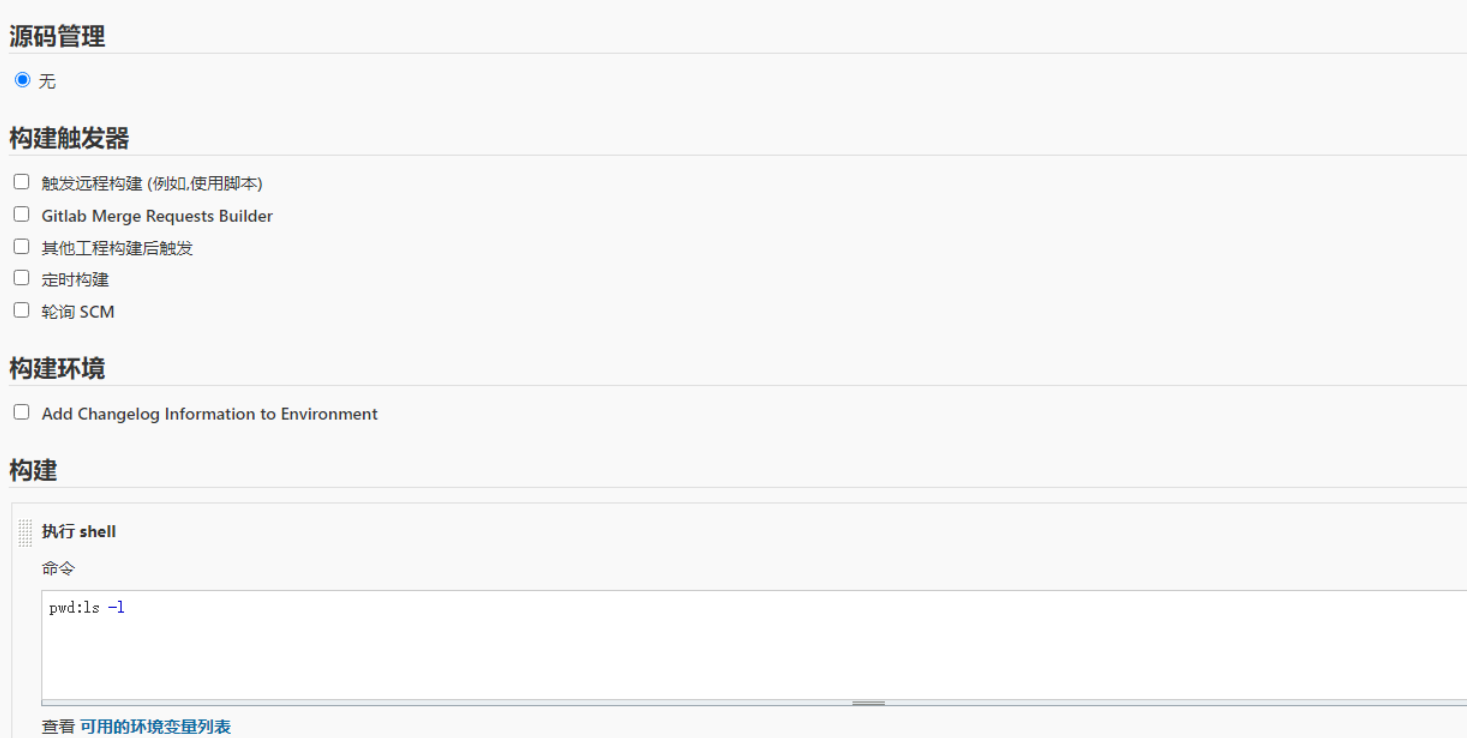 源码管理
无
构建触发器
触发远程构建 (例如,使用脚本)
Gitlab Merge Requests Builder
其他工程构建后触发
定时构建
轮询 SCM
构建环境
Add Changelog Information to Environment
构建
执行 shell
命令
pwd:ls -l
查看 可用的环境变量列表